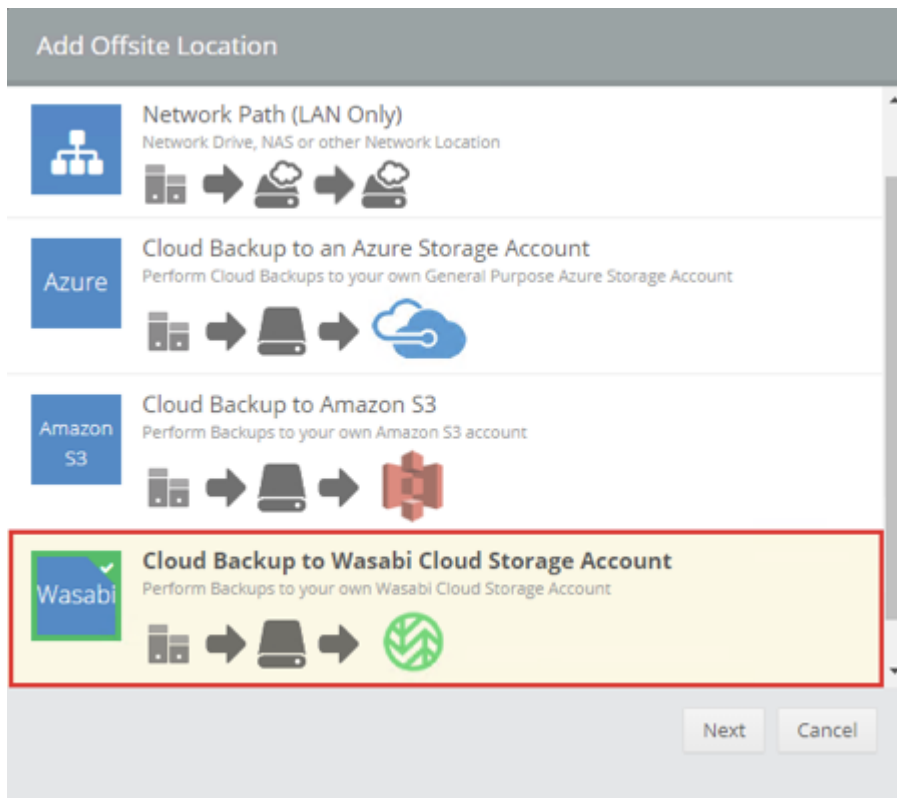 Add Offsite Location
Network Path (LAN Only)
Network Drive, NAS or other Network Location
Azure
Cloud Backup to an Azure Storage Account
Perform Cloud Backups to your own General Purpose Azure Storage Account
Amazon
S3
Cloud Backup to Amazon S3
Perform Backups to your own Amazon S3 account
Wasabi
Cloud Backup to Wasabi Cloud Storage Account
Perform Backups to your own Wasabi Cloud Storage Account
Next
Cancel